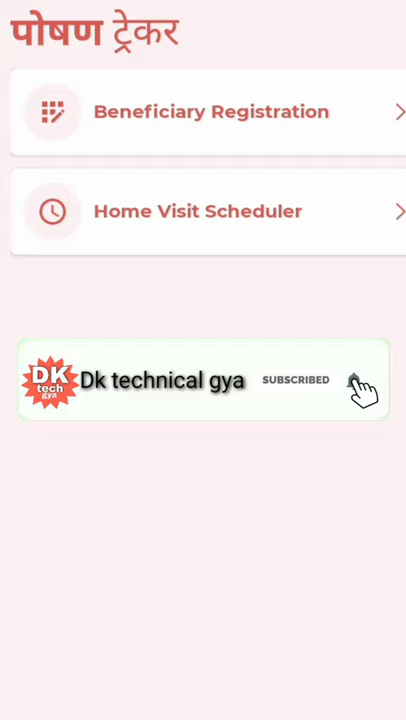 पोषण ट्रेकर
Beneficiary Registration
Home Visit Scheduler
DK
tech
gya
Dk technical gya
SUBSCRIBED